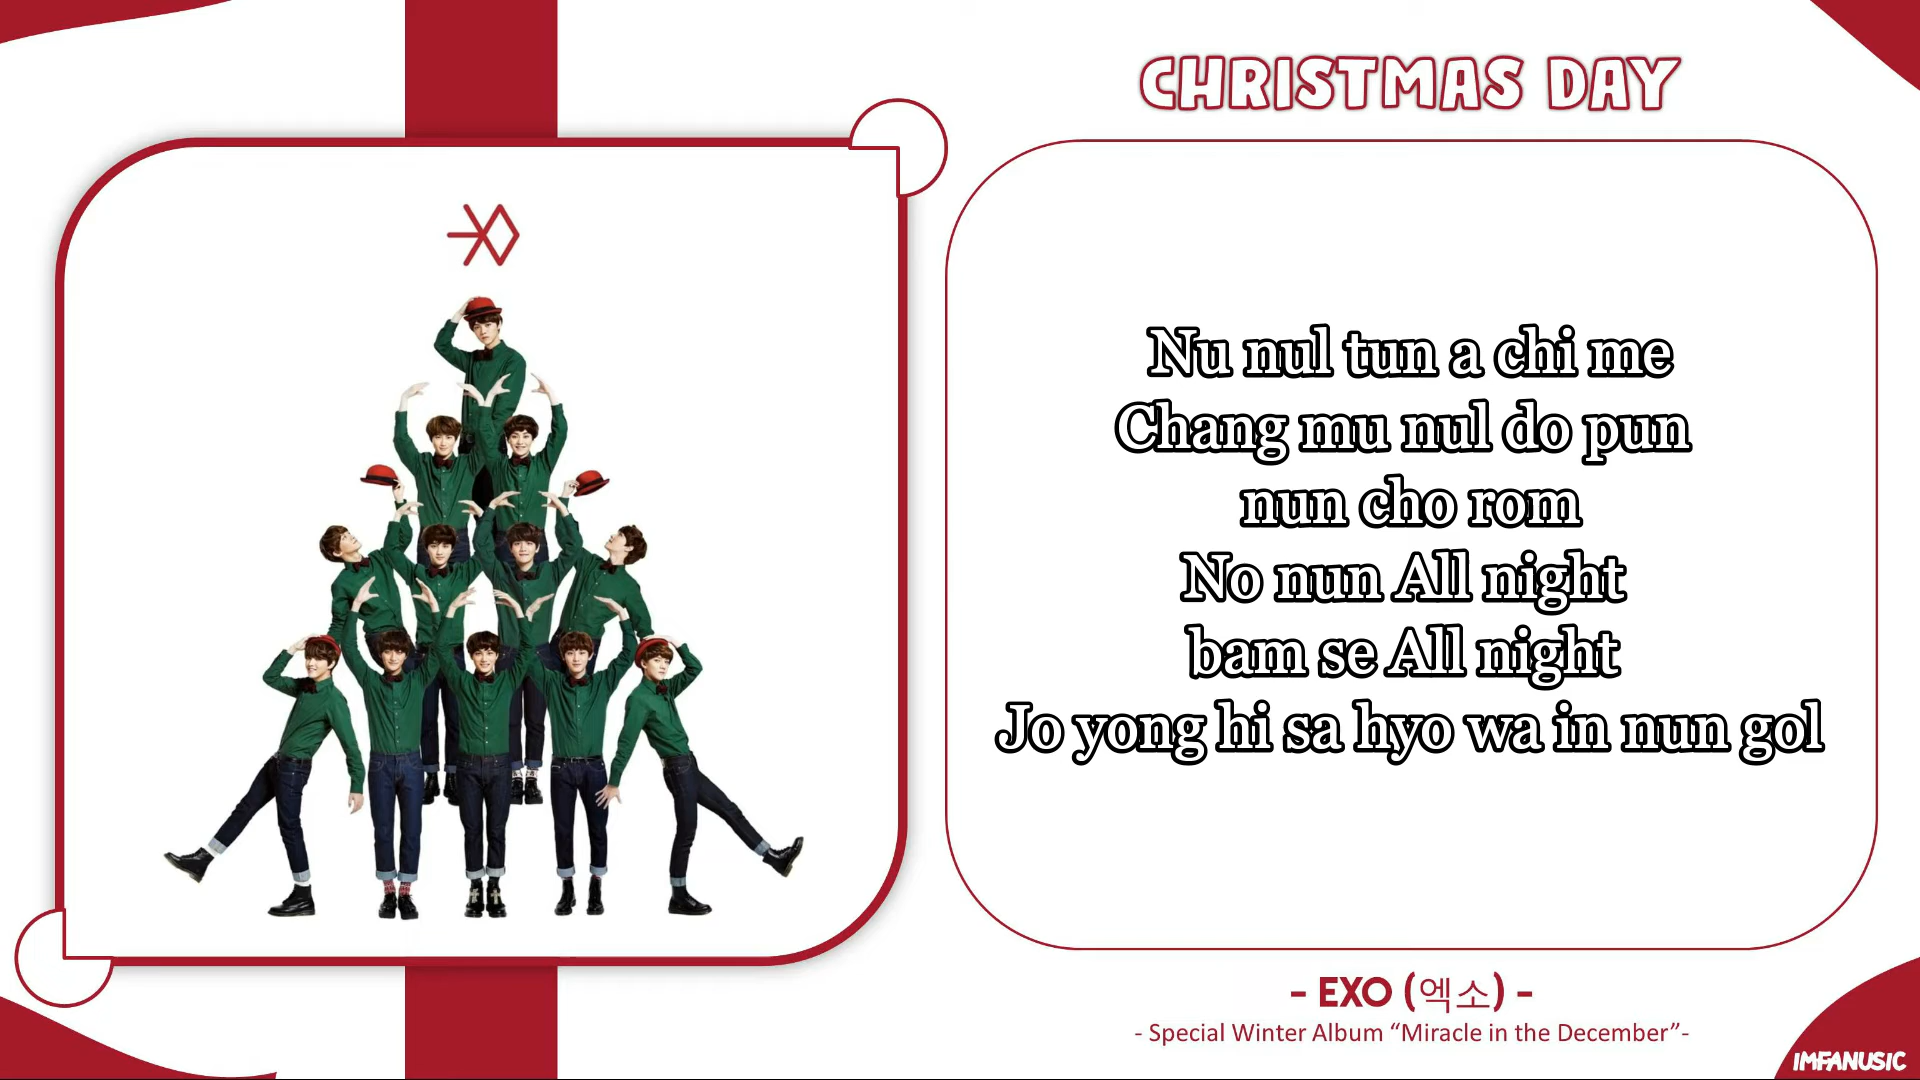 CHRISTMAS DAY
Nu nul tun a chi me
Chang mu nul do pun
nun cho rom
No nun All night
bam se All night
Jo yong hi sa hyo wa in nun gol
- EXO (엑소) -
- Special Winter Album “Miracle in the December”-
IMFANUSIC